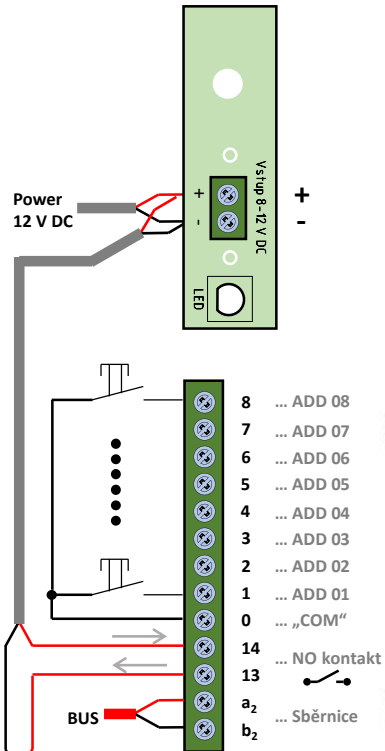 Power
12 V DC
+
-
Vstup 8-12 V DC
LED
+
-
8 ... ADD 08
7 ... ADD 07
6 ... ADD 06
5 ... ADD 05
4 ... ADD 04
3 ... ADD 03
2 ... ADD 02
1 ... ADD 01
0 ... „COM“
14
... NO kontakt
13
BUS
a₂
... Sběrnice
b₂